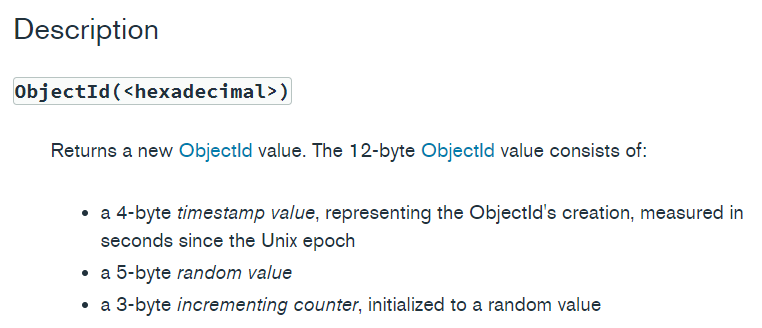 Description
ObjectId(<hexadecimal>)
Returns a new ObjectId value. The 12-byte ObjectId value consists of:
• a 4-byte timestamp value, representing the ObjectId's creation, measured in
seconds since the Unix epoch
• a 5-byte random value
• a 3-byte incrementing counter, initialized to a random value